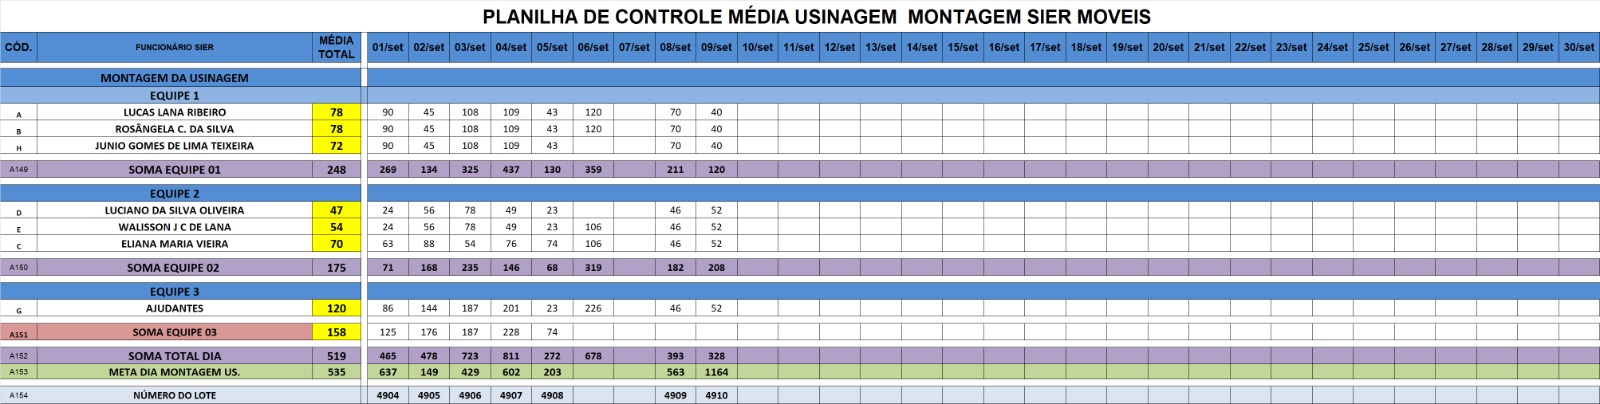 PLANILHA DE CONTROLE MÉDIA USINAGEM MONTAGEM SIER MOVEIS
CÓD. FUNCIONÁRIO SIER MÉDIA TOTAL 01/set 02/set 03/set 04/set 05/set 06/set 07/set 08/set 09/set 10/set 11/set 12/set 13/set 14/set 15/set 16/set 17/set 18/set 19/set 20/set 21/set 22/set 23/set 24/set 25/set 26/set 27/set 28/set 29/set 30/set
MONTAGEM DA USINAGEM
EQUIPE 1
A LUCAS LANA RIBEIRO 78 90 45 108 109 43 120 70 40
B ROSÂNGELA C. DA SILVA 78 90 45 108 109 43 120 70 40
H JUNIO GOMES DE LIMA TEIXEIRA 72 90 45 108 109 43 70 40
A149 SOMA EQUIPE 01 248 269 134 325 437 130 359 211 120
EQUIPE 2
D LUCIANO DA SILVA OLIVEIRA 47 24 56 78 49 23 46 52
E WALISSON J C DE LANA 54 24 56 78 49 23 106 46 52
C ELIANA MARIA VIEIRA 70 63 88 54 76 74 106 46 52
A150 SOMA EQUIPE 02 175 71 168 235 146 68 319 182 208
EQUIPE 3
G AJUDANTES 120 86 144 187 201 23 226 46 52
A151 SOMA EQUIPE 03 158 125 176 187 228 74
A152 SOMA TOTAL DIA 519 465 478 723 811 272 678 393 328
A153 META DIA MONTAGEM US. 535 637 149 429 602 203 563 1164
A154 NÚMERO DO LOTE 4904 4905 4906 4907 4908 4909 4910